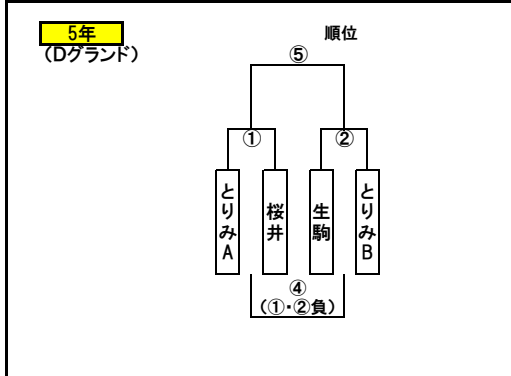 5年
(Dグランド)
順位
⑤
①
②
とりみA
桜井
生駒
とりみB
④
(①・②負)